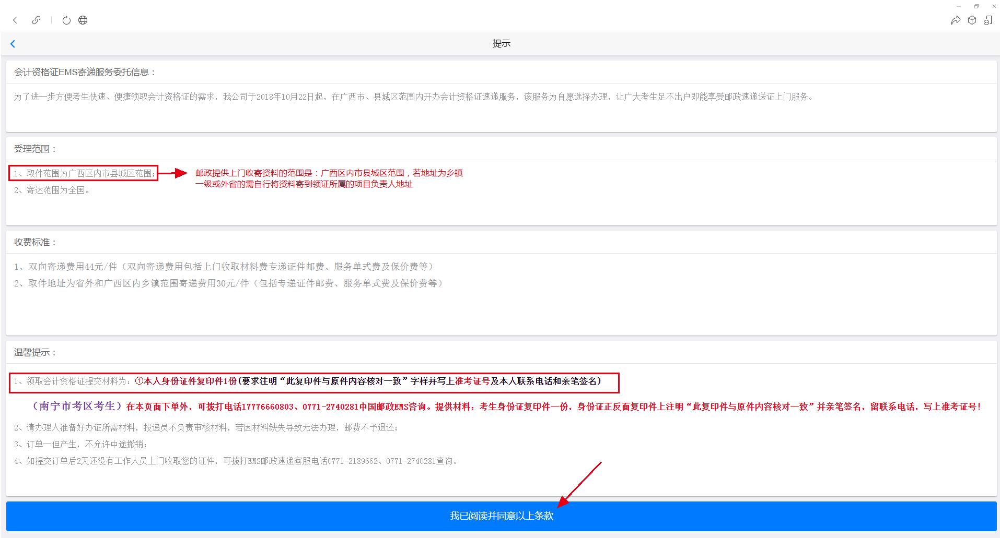 提示
会计资格证EMS寄递服务委托信息：
为了进一步方便考生快速、便捷领取会计资格证的需求，我公司于2018年10月22日起，在广西市、县城区范围内开办会计资格证速递服务，该服务为自愿选择办理，让广大考生足不出户即能享受邮政速递送证上门服务。
受理范围：
1、取件范围为广西区内市县城区范围；
邮政提供上门收寄资料的范围是：广西区内市县城区范围，若地址为乡镇
一级或外省的需自行将资料寄到领证所属的项目负责人地址
2、寄达范围为全国。
收费标准：
1、双向寄递费用44元/件（双向寄递费用包括上门收取材料费专递证件邮费、服务单式费及保价费等）
2、取件地址为省外和广西区内乡镇范围寄递费用30元/件（包括专递证件邮费、服务单式费及保价费等）
温馨提示：
1、领取会计资格证提交材料为：①本人身份证件复印件1份(要求注明“此复印件与原件内容核对一致”字样并写上准考证号及本人联系电话和亲笔签名)
（南宁市考区考生）在本页面下单外，可拨打电话17776660803、0771-2740281中国邮政EMS咨询。提供材料：考生身份证复印件一份，身份证正反面复印件上注明“此复印件与原件内容核对一致”并亲笔签名，留联系电话，写上准考证号！
2、请办理人准备好办证所需材料，投递员不负责审核材料，若因材料缺失导致无法办理，邮费不予退还；
3、订单一但产生，不允许中途撤销；
4、如提交订单后2天还没有工作人员上门收取您的证件，可拨打EMS邮政速递客服电话0771-2189662、0771-2740281查询。
我已阅读并同意以上条款